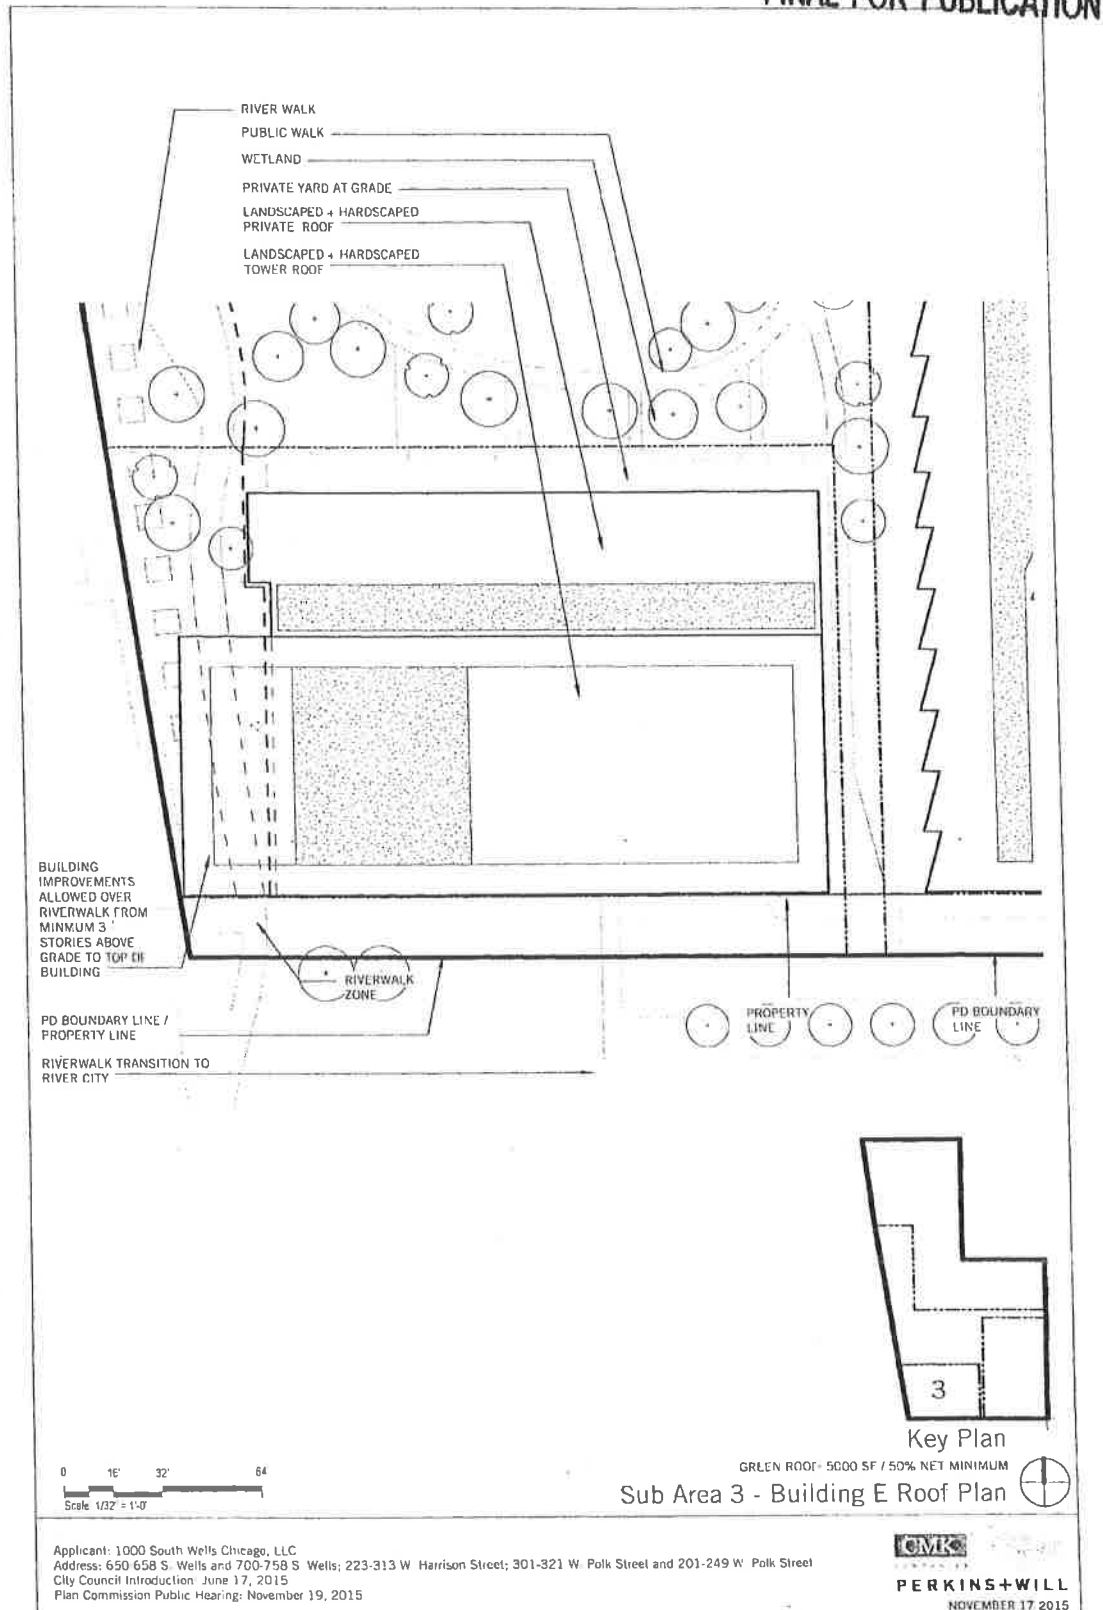 FINAL FOR PUBLICATION
RIVER WALK
PUBLIC WALK
WETLAND
PRIVATE YARD AT GRADE
LANDSCAPED + HARDSCAPED
PRIVATE ROOF
LANDSCAPED + HARDSCAPED
TOWER ROOF
BUILDING
IMPROVEMENTS
ALLOWED OVER
RIVERWALK FROM
MINMUM 3
STORIES ABOVE
GRADE TO TOP OF
BUILDING
RIVERWALK
ZONE
PROPERTY
LINE
PD BOUNDARY
LINE
PD BOUNDARY LINE /
PROPERTY LINE
RIVERWALK TRANSITION TO
RIVER CITY
3
Key Plan
GREEN ROOF- 5000 SF / 50% NET MINIMUM
Sub Area 3 - Building E Roof Plan
0 16' 32' 64'
Scale 1/32" = 1'-0"
Applicant: 1000 South Wells Chicago, LLC
Address: 650-658 S. Wells and 700-758 S. Wells; 223-313 W. Harrison Street; 301-321 W. Polk Street and 201-249 W. Polk Street
City Council Introduction: June 17, 2015
Plan Commission Public Hearing: November 19, 2015
CMK
COMPANIES
PERKINS+WILL
NOVEMBER 17 2015